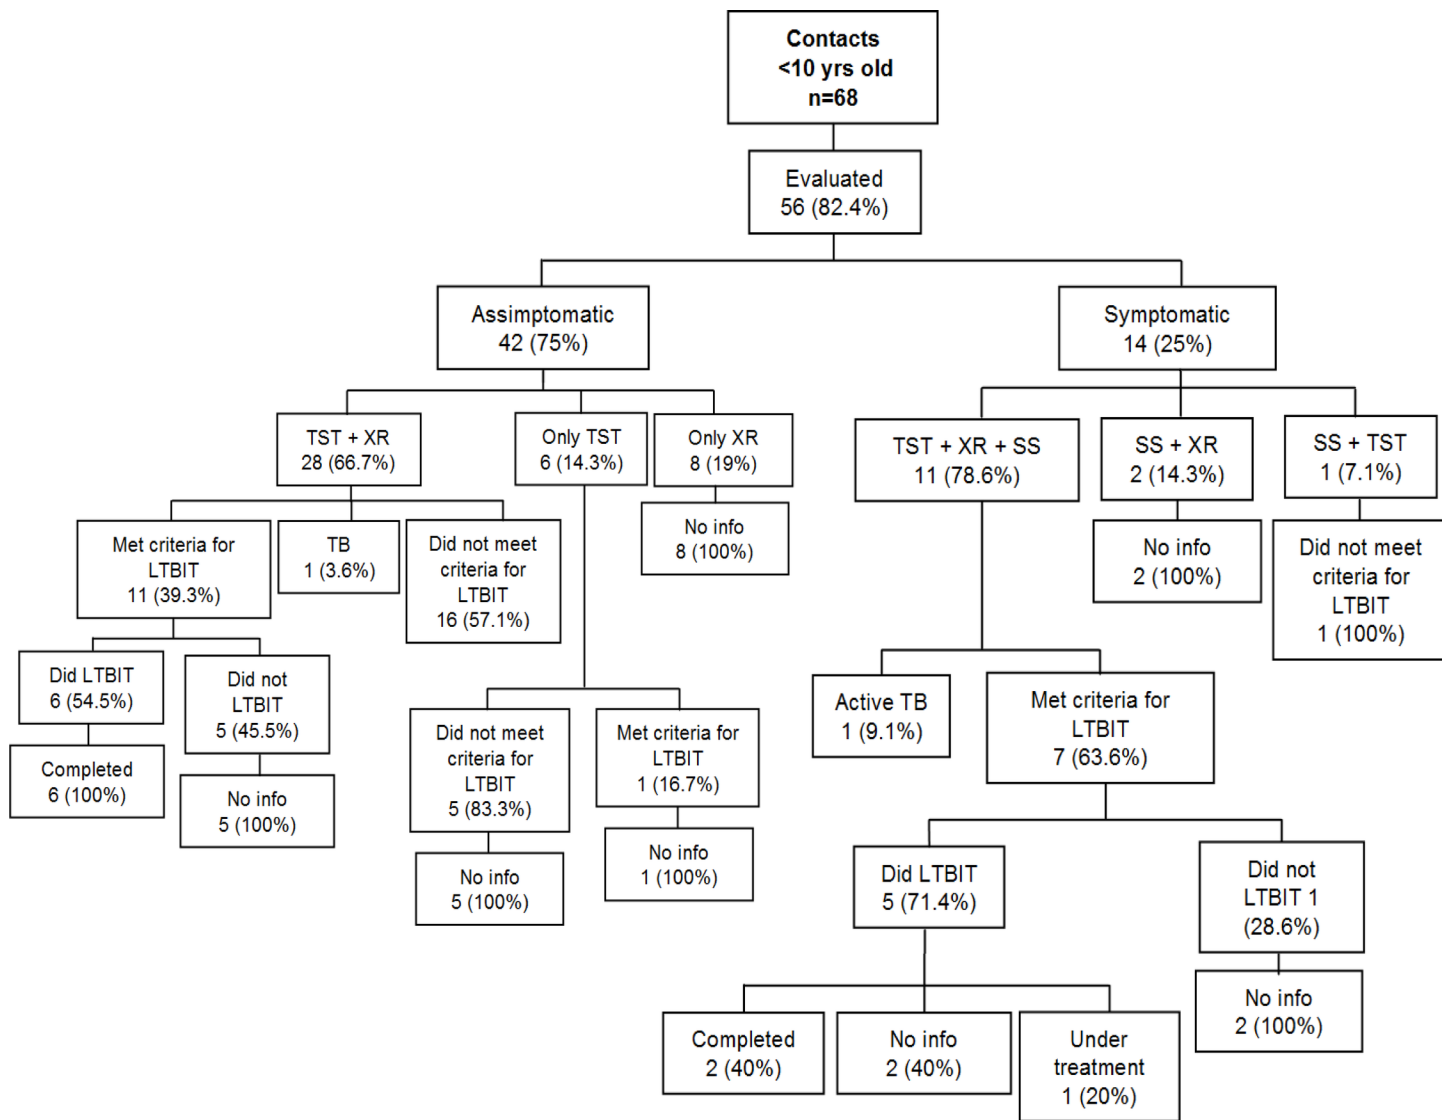 Contacts
<10 yrs old
n=68
Evaluated
56 (82.4%)
Assimptomatic
42 (75%)
Symptomatic
14 (25%)
TST + XR
28 (66.7%)
Only TST
6 (14.3%)
Only XR
8 (19%)
TST + XR + SS
11 (78.6%)
SS + XR
2 (14.3%)
SS + TST
1 (7.1%)
Met criteria for
LTBIT
11 (39.3%)
TB
1 (3.6%)
Did not meet
criteria for
LTBIT
16 (57.1%)
No info
8 (100%)
No info
2 (100%)
Did not meet
criteria for
LTBIT
1 (100%)
Did LTBIT
6 (54.5%)
Did not
LTBIT
5 (45.5%)
Completed
6 (100%)
No info
5 (100%)
Did not meet
criteria for
LTBIT
5 (83.3%)
Met criteria for
LTBIT
1 (16.7%)
No info
5 (100%)
No info
1 (100%)
Active TB
1 (9.1%)
Met criteria for
LTBIT
7 (63.6%)
Did LTBIT
5 (71.4%)
Did not
LTBIT 1
(28.6%)
Completed
2 (40%)
No info
2 (40%)
Under
treatment
1 (20%)
No info
2 (100%)